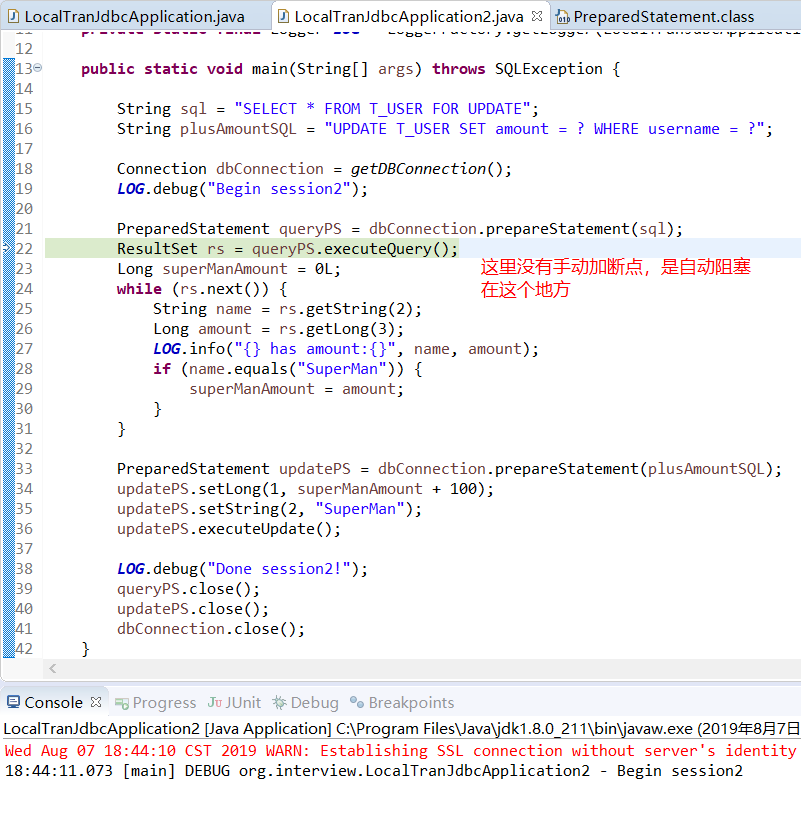 LocalTranJdbcApplication.java LocalTranJdbcApplication2.java PreparedStatement.class
12
13 public static void main(String[] args) throws SQLException {
14
15 String sql = "SELECT * FROM T_USER FOR UPDATE";
16 String plusAmountSQL = "UPDATE T_USER SET amount = ? WHERE username = ?";
17
18 Connection dbConnection = getDBConnection();
19 LOG.debug("Begin session2");
20
21 PreparedStatement queryPS = dbConnection.prepareStatement(sql);
22 ResultSet rs = queryPS.executeQuery();
23 Long superManAmount = 0L;
这里没有手动加断点，是自动阻塞
24 while (rs.next()) {
在这个地方
25 String name = rs.getString(2);
26 Long amount = rs.getLong(3);
27 LOG.info("{} has amount:{}", name, amount);
28 if (name.equals("SuperMan")) {
29 superManAmount = amount;
30 }
31 }
32
33 PreparedStatement updatePS = dbConnection.prepareStatement(plusAmountSQL);
34 updatePS.setLong(1, superManAmount + 100);
35 updatePS.setString(2, "SuperMan");
36 updatePS.executeUpdate();
37
38 LOG.debug("Done session2!");
39 queryPS.close();
40 updatePS.close();
41 dbConnection.close();
42 }
Console Progress JUnit Debug Breakpoints
LocalTranJdbcApplication2 [Java Application] C:\Program Files\Java\jdk1.8.0_211\bin\javaw.exe (2019年8月7日
Wed Aug 07 18:44:10 CST 2019 WARN: Establishing SSL connection without server's identity
18:44:11.073 [main] DEBUG org.interview.LocalTranJdbcApplication2 - Begin session2